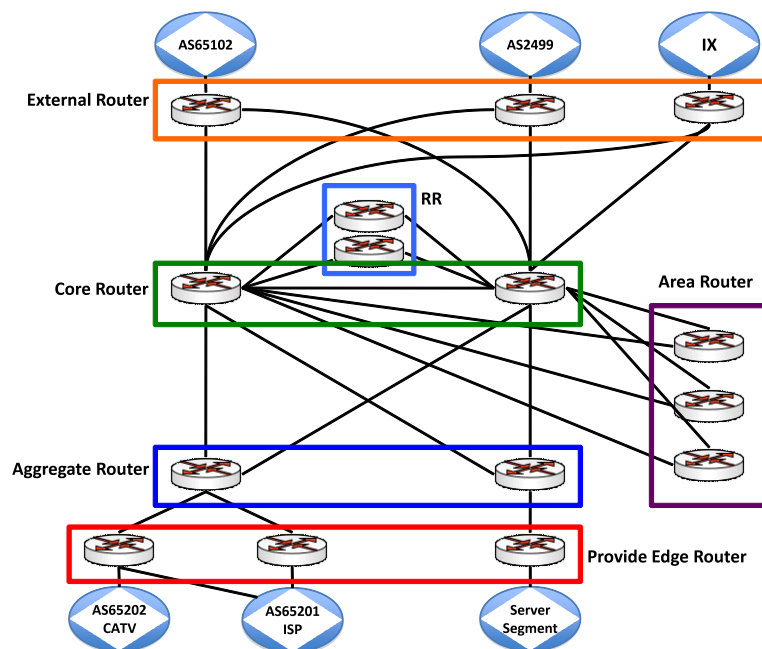 AS65102
AS2499
IX
External Router
RR
Core Router
Area Router
Aggregate Router
Provide Edge Router
AS65202
CATV
AS65201
ISP
Server
Segment